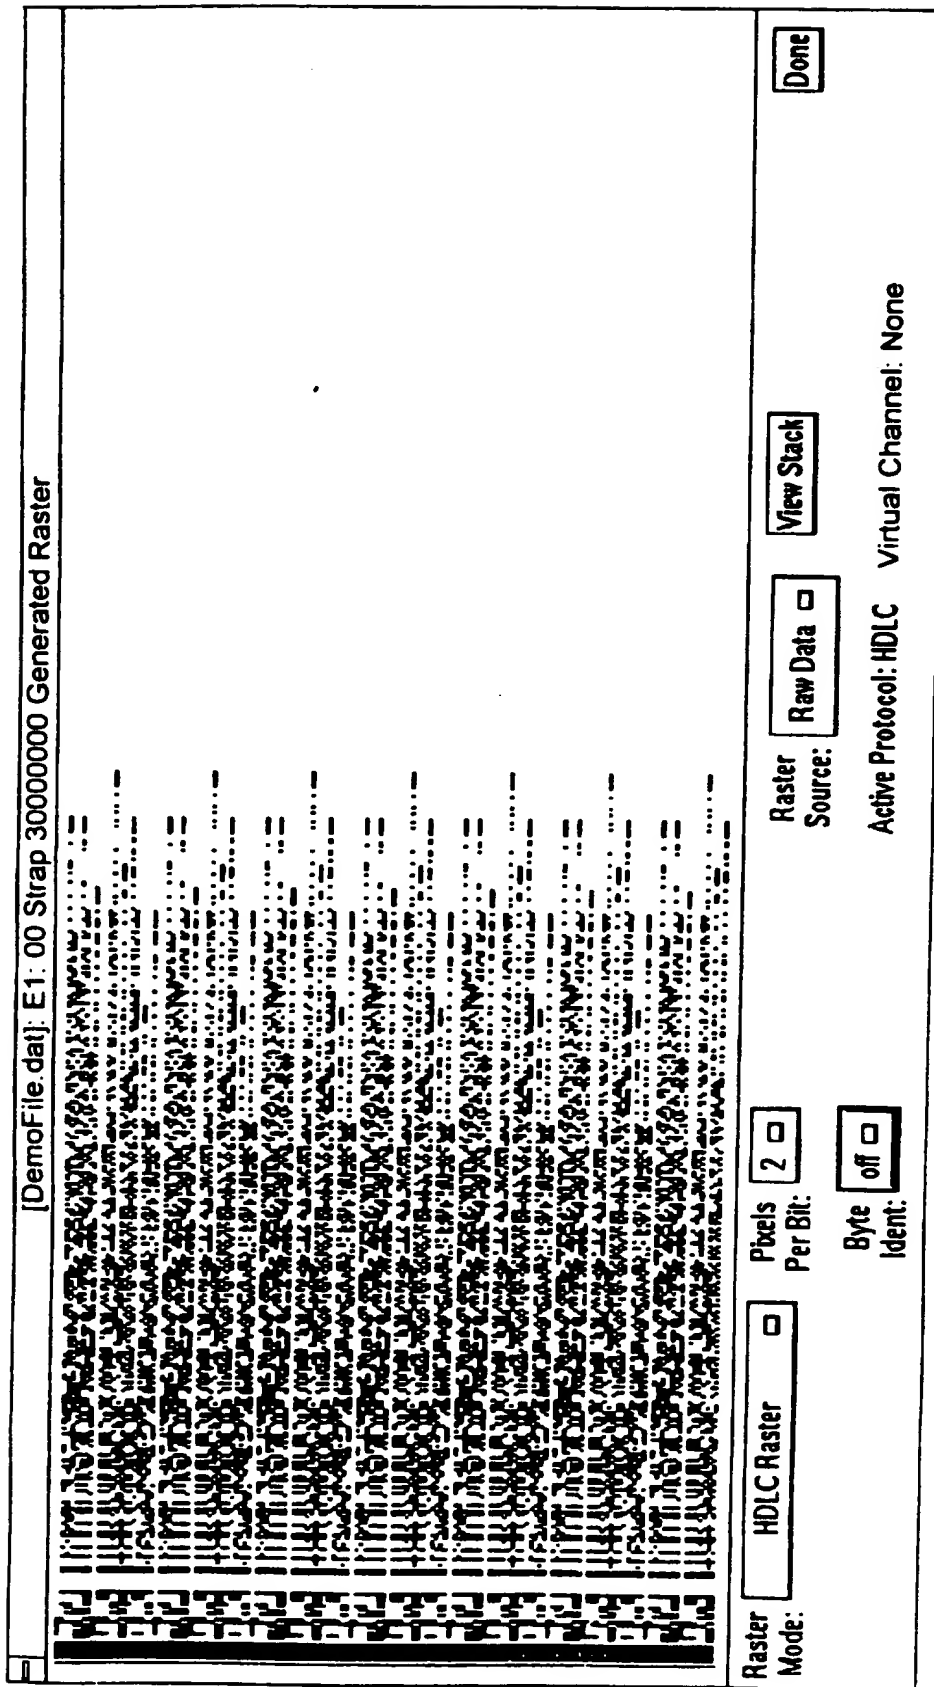 [DemoFile.dat]: E1: 00 Strap 30000000 Generated Raster
Raster Mode: HDLC Raster
Pixels Per Bit: 2
Raster Source: Raw Data
View Stack
Done
Byte Ident: off
Active Protocol: HDLC Virtual Channel: None